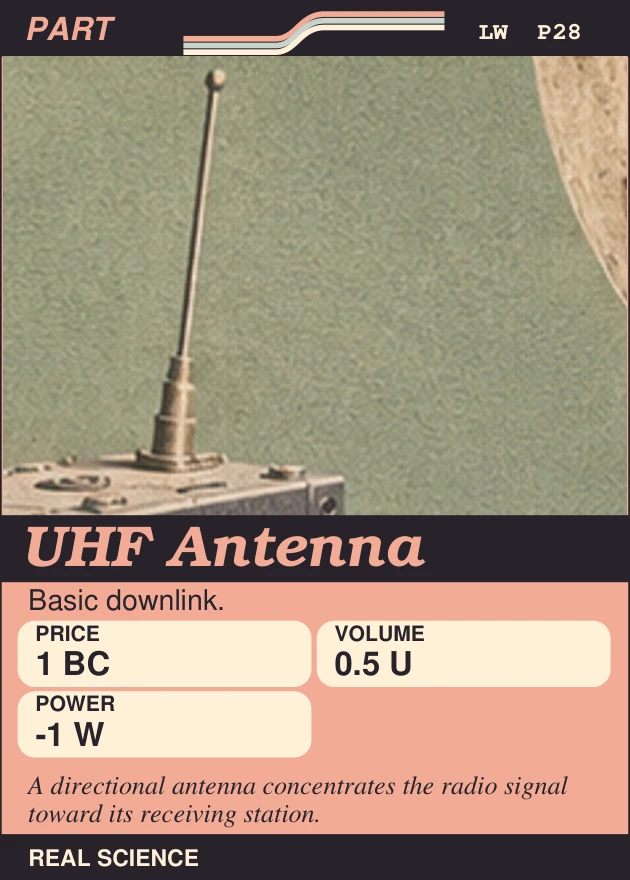 PART
LW P28
UHF Antenna
Basic downlink.
PRICE
1 BC
VOLUME
0.5 U
POWER
-1 W
A directional antenna concentrates the radio signal
toward its receiving station.
REAL SCIENCE